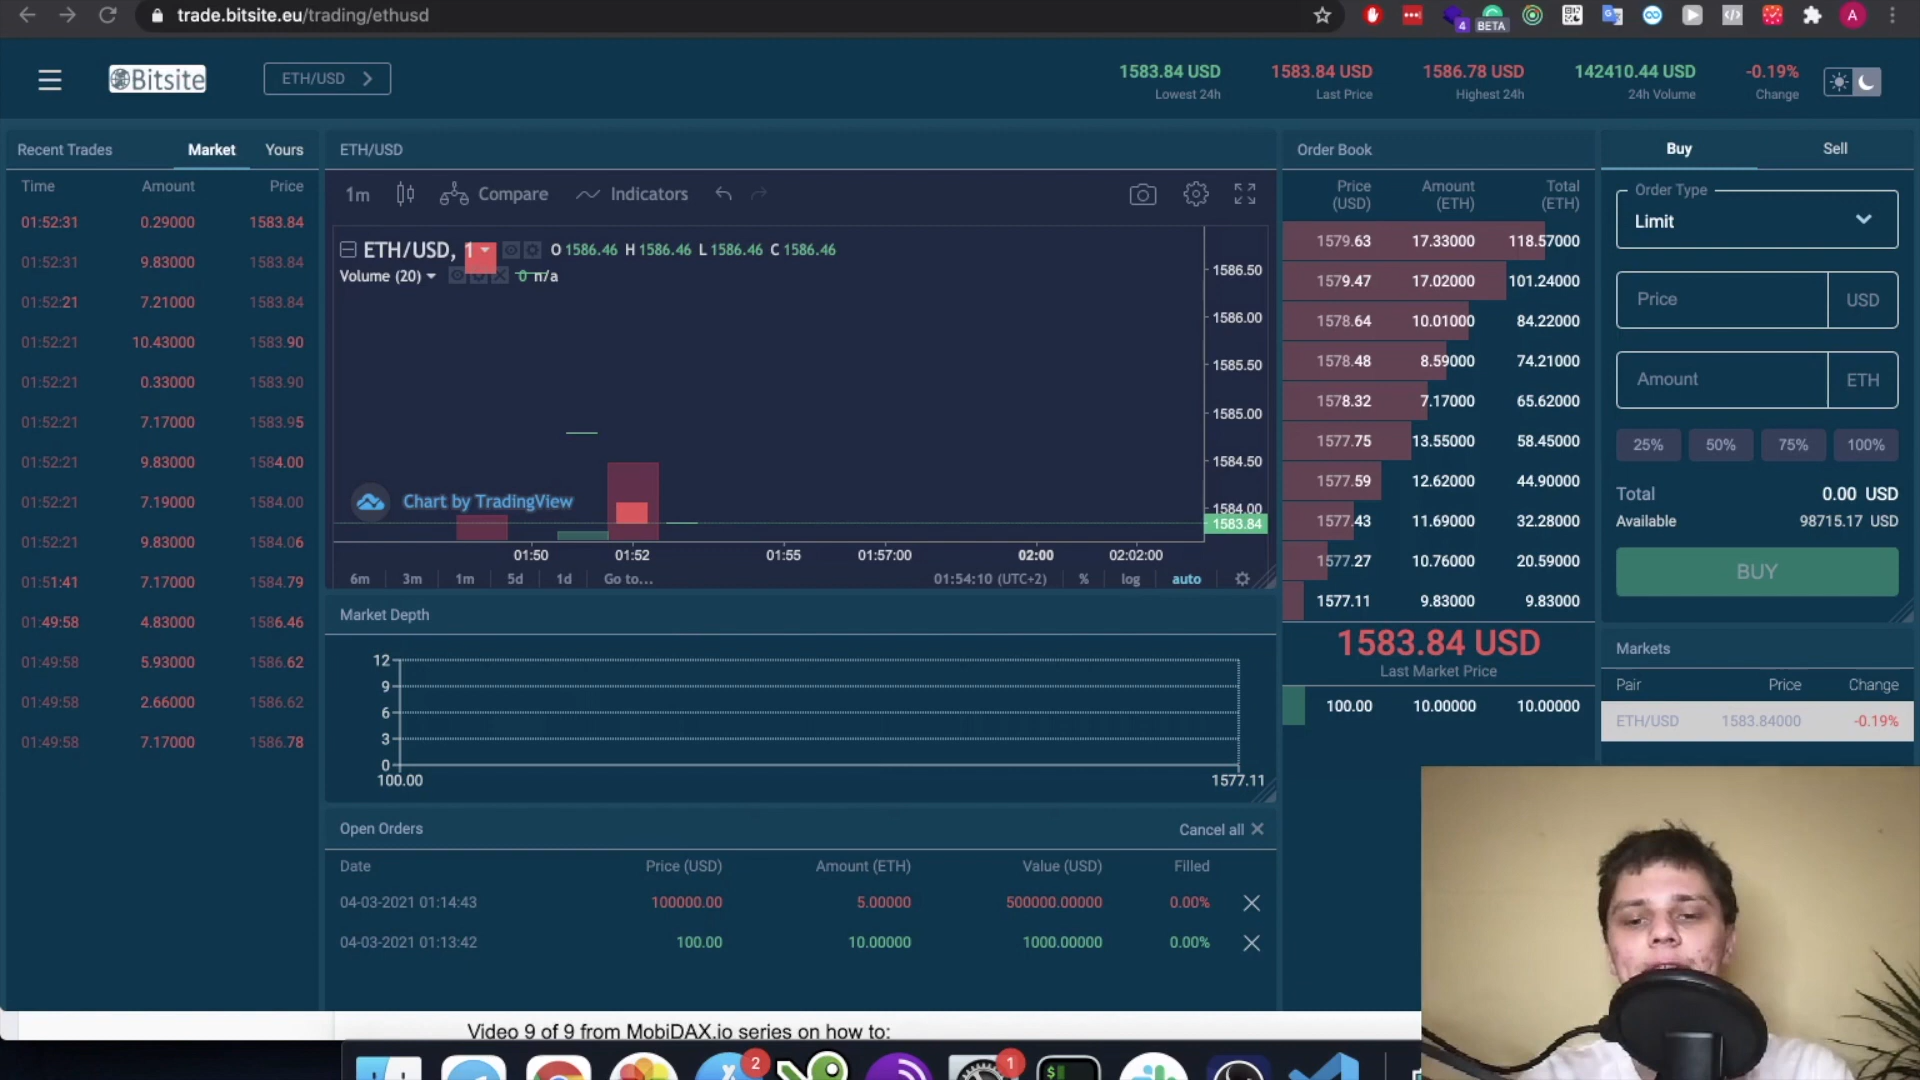 trade.bitsite.eu/trading/ethusd
4
BETA
A
Bitsite
ETH/USD
1583.84 USD
Lowest 24h
1583.84 USD
Last Price
1586.78 USD
Highest 24h
142410.44 USD
24h Volume
-0.19%
Change
Recent Trades Market Yours
Time Amount Price
01:52:31 0.29000 1583.84
01:52:31 9.83000 1583.84
01:52:21 7.21000 1583.84
01:52:21 10.43000 1583.90
01:52:21 0.33000 1583.90
01:52:21 7.17000 1583.95
01:52:21 9.83000 1584.00
01:52:21 7.19000 1584.00
01:52:21 9.83000 1584.06
01:51:41 7.17000 1584.79
01:49:58 4.83000 1586.46
01:49:58 5.93000 1586.62
01:49:58 2.66000 1586.62
01:49:58 7.17000 1586.78
ETH/USD
1m Compare Indicators
ETH/USD, 1 O 1586.46 H 1586.46 L 1586.46 C 1586.46
Volume (20) 0 n/a
1586.50
1586.00
1585.50
1585.00
1584.50
1584.00
1583.84
Chart by TradingView
01:50 01:52 01:55 01:57:00 02:00 02:02:00
6m 3m 1m 5d 1d Go to... 01:54:10 (UTC+2) % log auto
Market Depth
12
9
6
3
0
100.00 1577.11
Open Orders Cancel all
Date Price (USD) Amount (ETH) Value (USD) Filled
04-03-2021 01:14:43 100000.00 5.00000 500000.00000 0.00%
04-03-2021 01:13:42 100.00 10.00000 1000.00000 0.00%
Order Book
Price (USD) Amount (ETH) Total (ETH)
1579.63 17.33000 118.57000
1579.47 17.02000 101.24000
1578.64 10.01000 84.22000
1578.48 8.59000 74.21000
1578.32 7.17000 65.62000
1577.75 13.55000 58.45000
1577.59 12.62000 44.90000
1577.43 11.69000 32.28000
1577.27 10.76000 20.59000
1577.11 9.83000 9.83000
1583.84 USD
Last Market Price
100.00 10.00000 10.00000
Buy Sell
Order Type
Limit
Price USD
Amount ETH
25% 50% 75% 100%
Total 0.00 USD
Available 98715.17 USD
BUY
Markets
Pair Price Change
ETH/USD 1583.84000 -0.19%
Video 9 of 9 from MobiDAX.io series on how to:
2
1
$